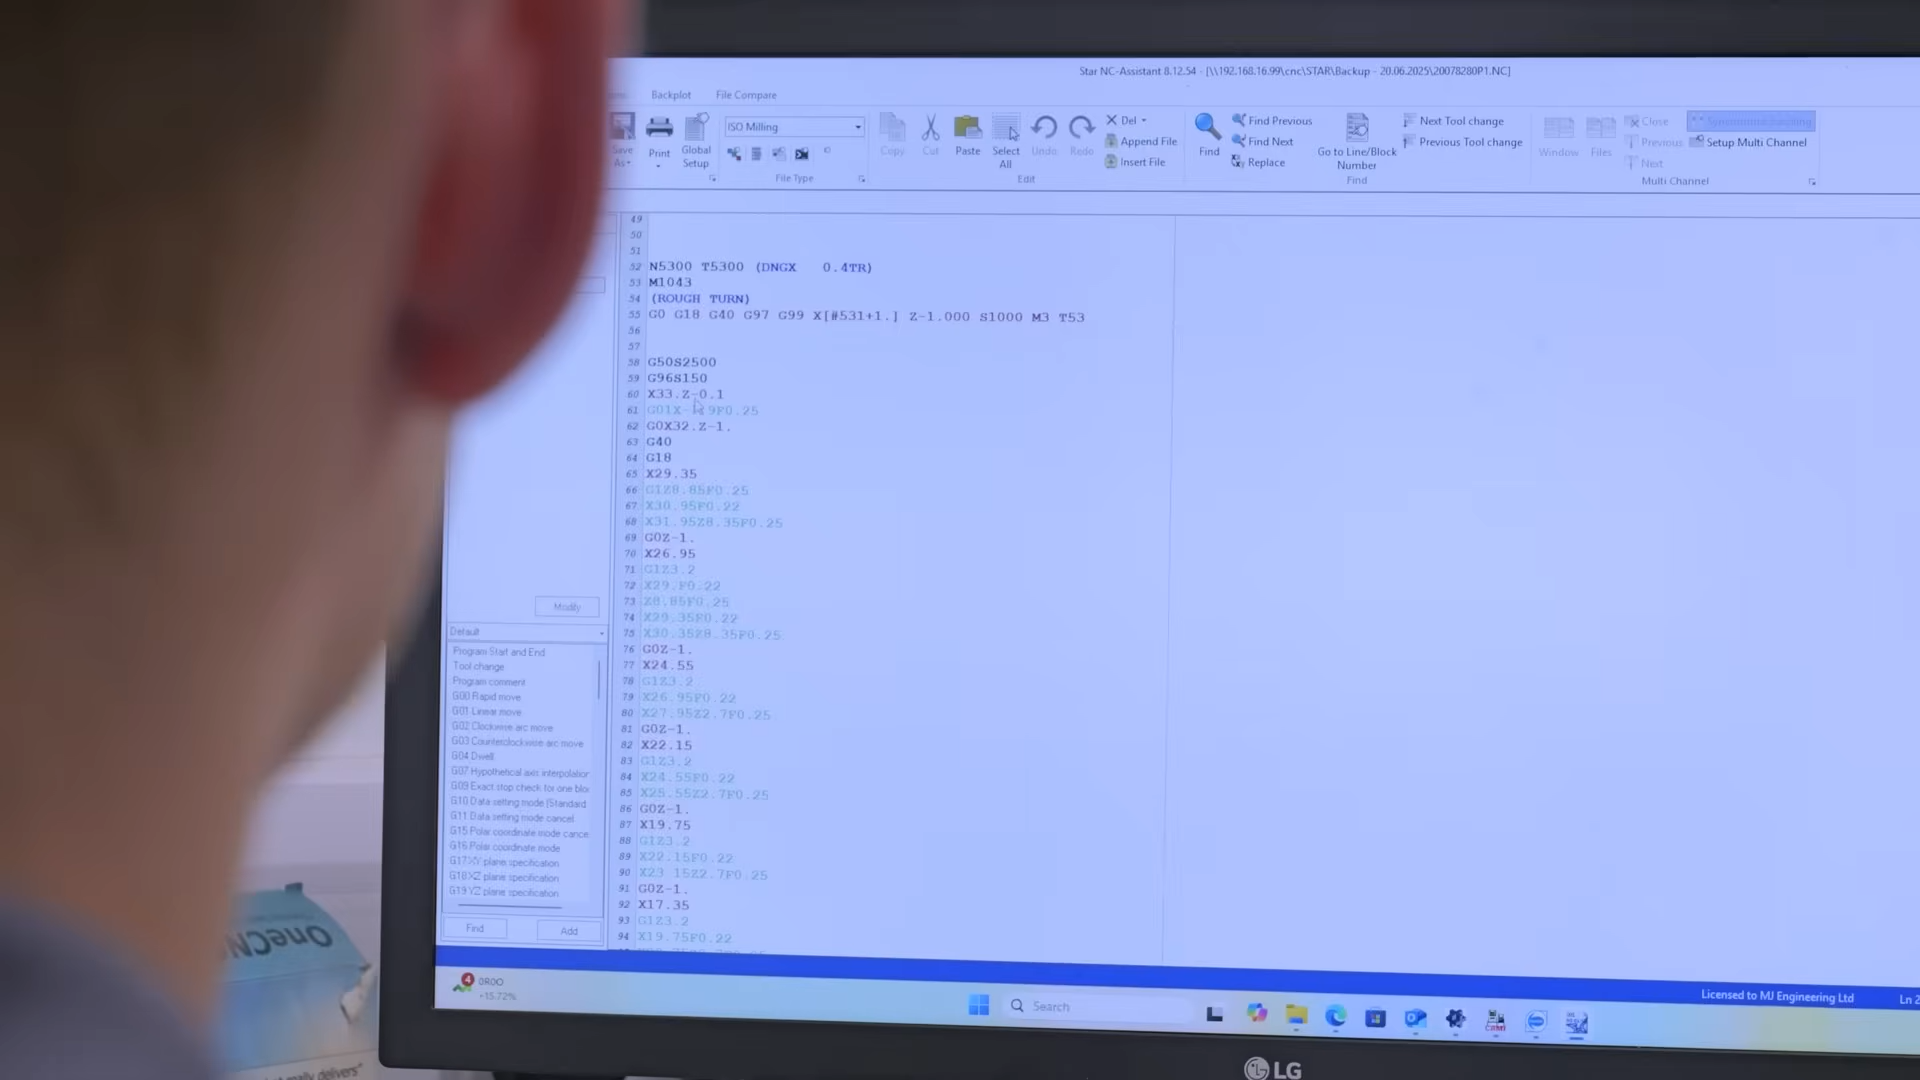 Star NC-Assistant 8.12.54 - [\\192.168.16.99\cnc\STAR\Backup - 20.06.2025\20078280P1.NC]
Backplot File Compare
Save As
Print
Global Setup
ISO Milling
File Type
Copy
Cut
Paste
Select All
Undo
Redo
Del
Append File
Insert File
Edit
Find
Find Previous
Find Next
Replace
Go to Line/Block Number
Next Tool change
Previous Tool change
Find
Window
Files
Close
Previous
Next
Setup Multi Channel
Multi Channel
49
50
51
52 N5300 T5300 (DNGX 0.4TR)
53 M1043
54 (ROUGH TURN)
55 G0 G18 G40 G97 G99 X[#531+1.] Z-1.000 S1000 M3 T53
56
57
58 G50S2500
59 G96S150
60 X33.Z-0.1
61 G01X- 9F0.25
62 G0X32.Z-1.
63 G40
64 G18
65 X29.35
66 G1Z8.85F0.25
67 X30.95F0.22
68 X31.95Z8.35F0.25
69 G0Z-1.
70 X26.95
71 G1Z3.2
72 X29.F0.22
73 Z8.85F0.25
74 X29.35F0.22
75 X30.35Z8.35F0.25
76 G0Z-1.
77 X24.55
78 G1Z3.2
79 X26.95F0.22
80 X27.95Z2.7F0.25
81 G0Z-1.
82 X22.15
83 G1Z3.2
84 X24.55F0.22
85 X25.55Z2.7F0.25
86 G0Z-1.
87 X19.75
88 G1Z3.2
89 X22.15F0.22
90 X23.15Z2.7F0.25
91 G0Z-1.
92 X17.35
93 G1Z3.2
94 X19.75F0.22
Modify
Default
Program Start and End
Tool change
Program comment
G00 Rapid move
G01 Linear move
G02 Clockwise arc move
G03 Counterclockwise arc move
G04 Dwell
G07 Hypothetical axis interpolation
G09 Exact stop check for one bloc
G10 Data setting mode (Standard
G11 Data setting mode cancel
G15 Polar coordinate mode cance
G16 Polar coordinate mode
G17 XY plane specification
G18 XZ plane specification
G19 YZ plane specification
Find Add
Licensed to MJ Engineering Ltd Ln 2
4
+15.72%
Search
OneCN
delivers"
LG